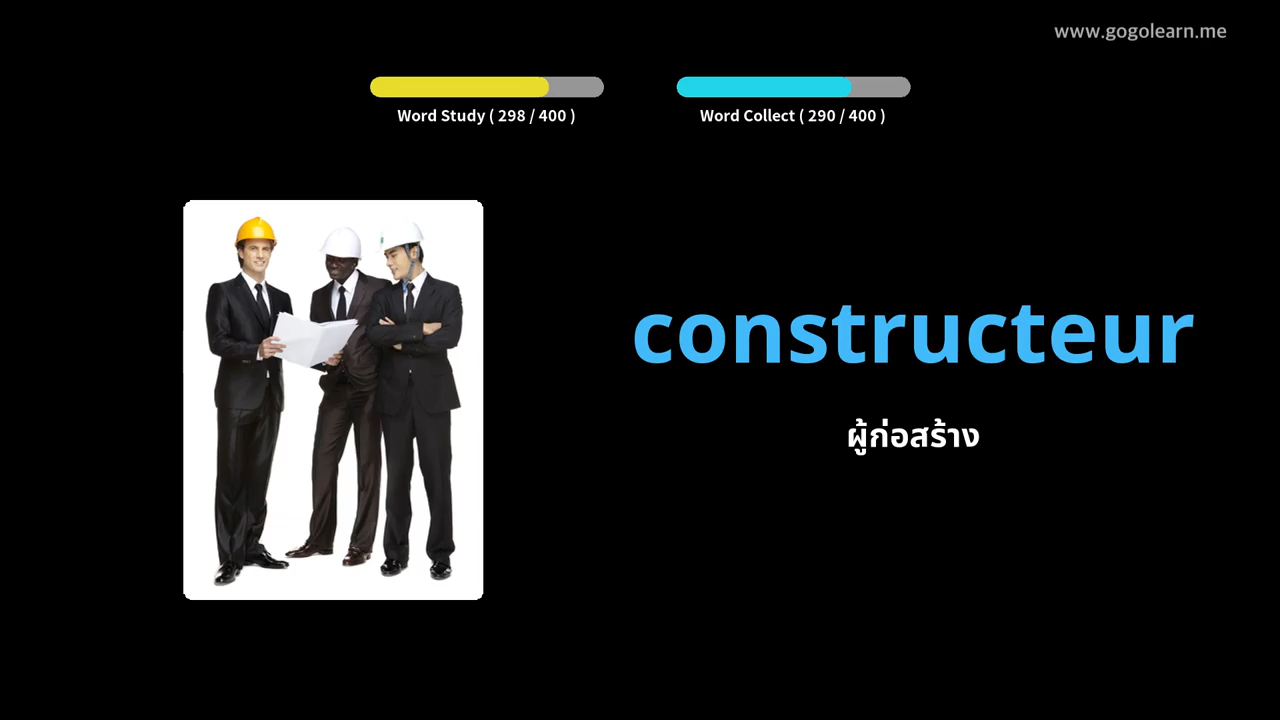 www.gogolearn.me
Word Study ( 298 / 400 )
Word Collect ( 290 / 400 )
constructeur
ผู้ก่อสร้าง